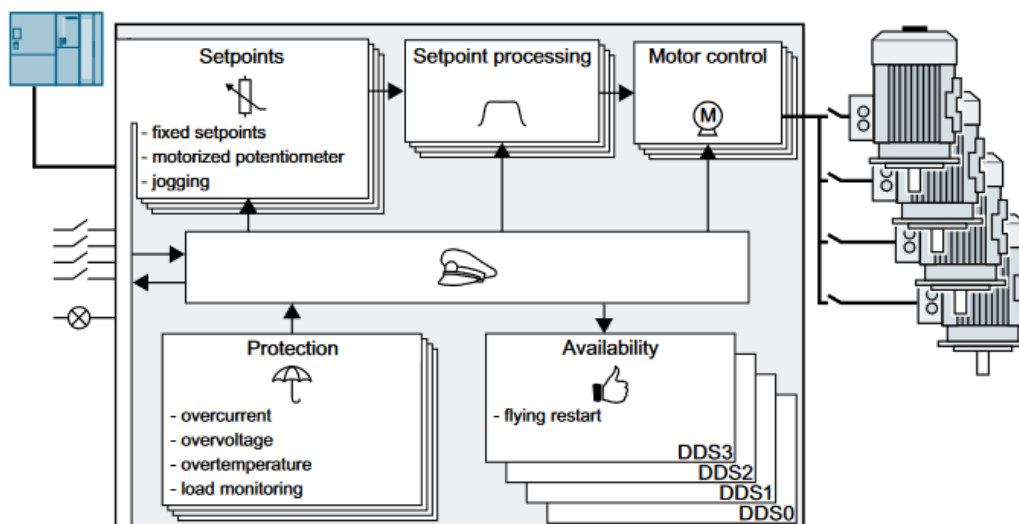 Setpoints
- fixed setpoints
- motorized potentiometer
- jogging
Setpoint processing
Motor control
M
Protection
- overcurrent
- overvoltage
- overtemperature
- load monitoring
Availability
- flying restart
DDS3
DDS2
DDS1
DDS0